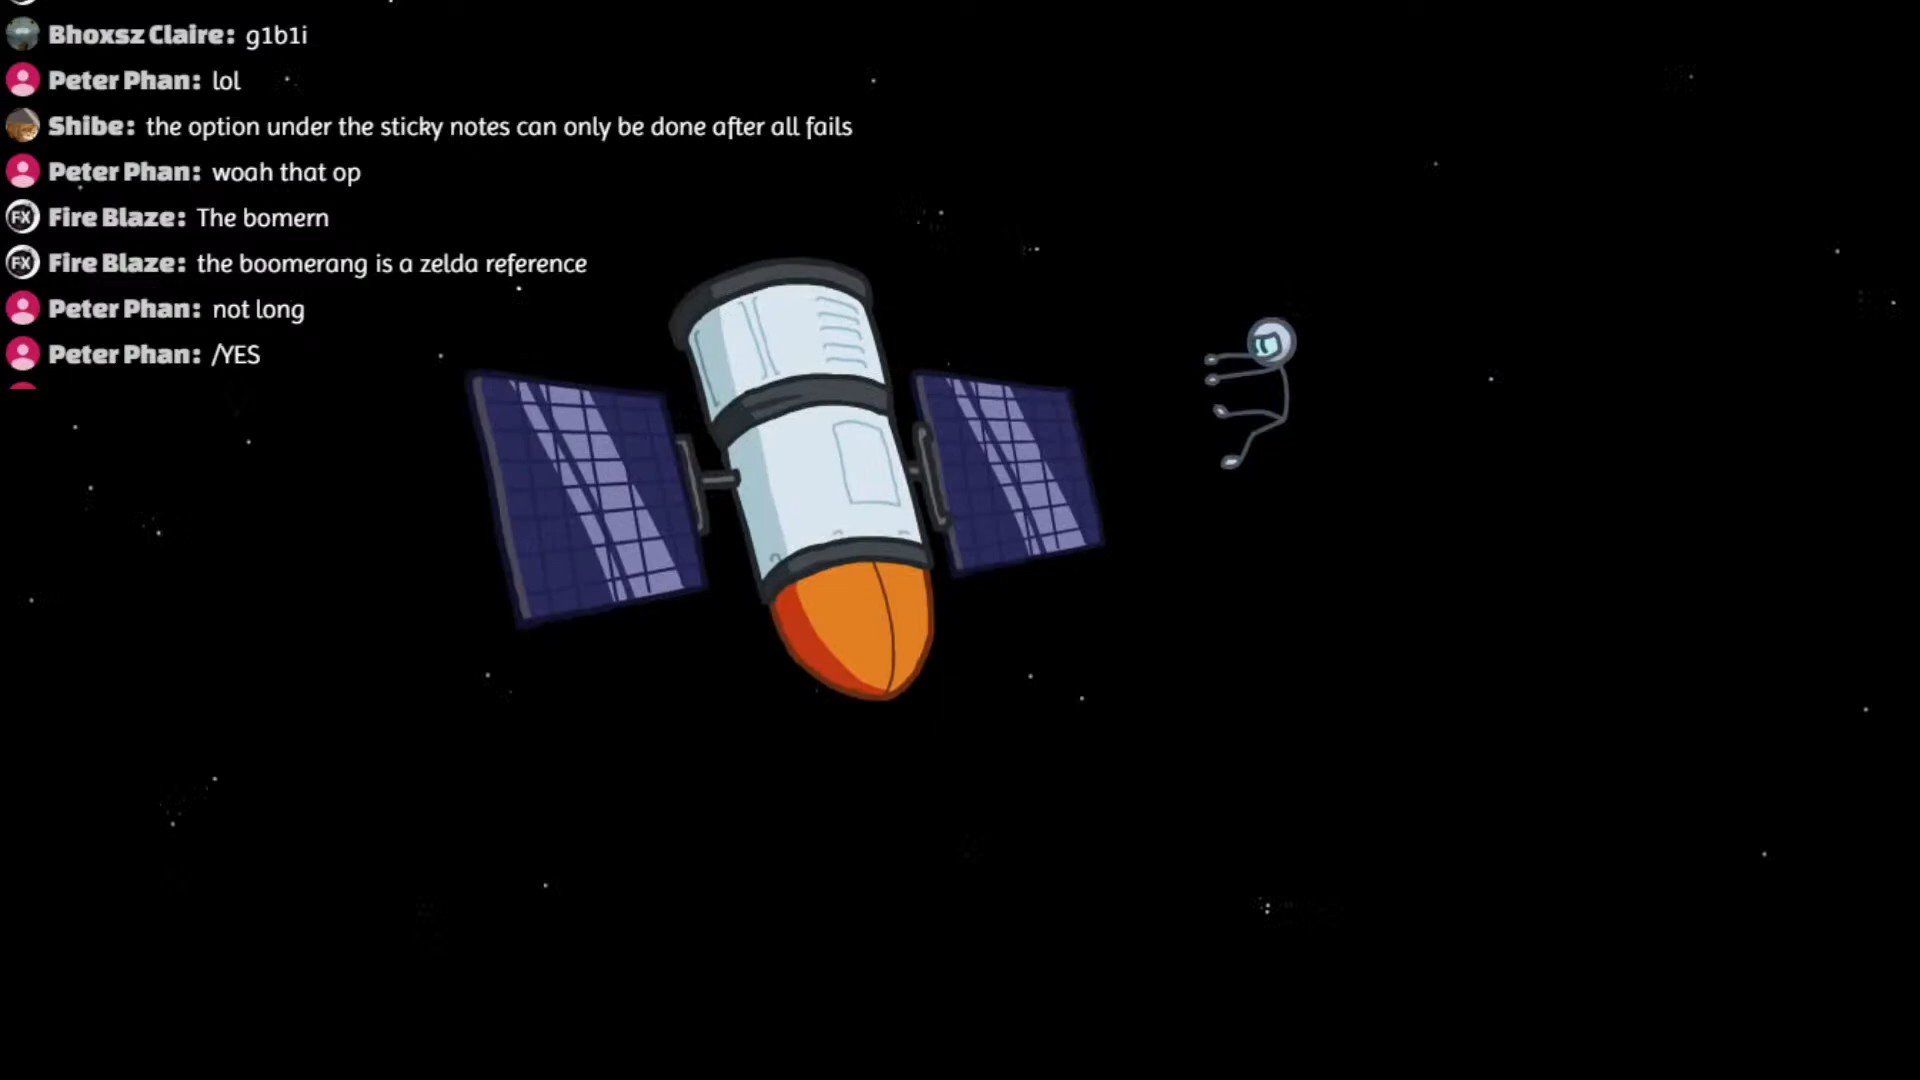 Bhoxsz Claire: g1b1i
Peter Phan: lol
Shibe: the option under the sticky notes can only be done after all fails
Peter Phan: woah that op
FX Fire Blaze: The bomern
FX Fire Blaze: the boomerang is a zelda reference
Peter Phan: not long
Peter Phan: /YES